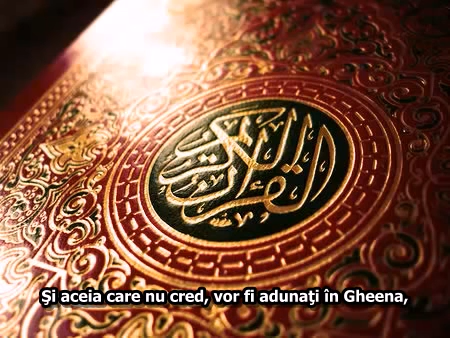 القرآن الكريم
Şi aceia care nu cred, vor fi adunaţi în Gheena,